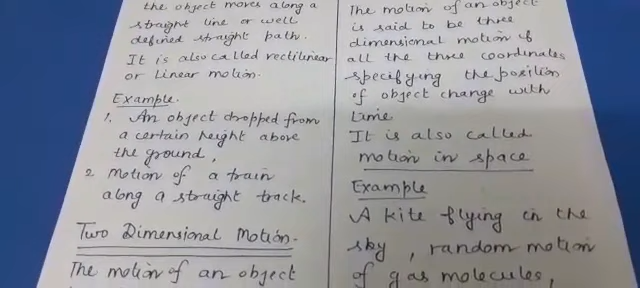 the object moves along a
straight line or well
defined straight path.
It is also called rectilinear
or linear motion.
Example.
1. An object dropped from
a certain height above
the ground,
2 Motion of a train
along a straight track.
Two Dimensional Motion.
The motion of an object
The motion of an object
is said to be three
dimensional motion if
all the three coordinates
specifying the position
of object change with
time
It is also called
motion in space
Example
A kite flying in the
sky, random motion
of gas molecules,